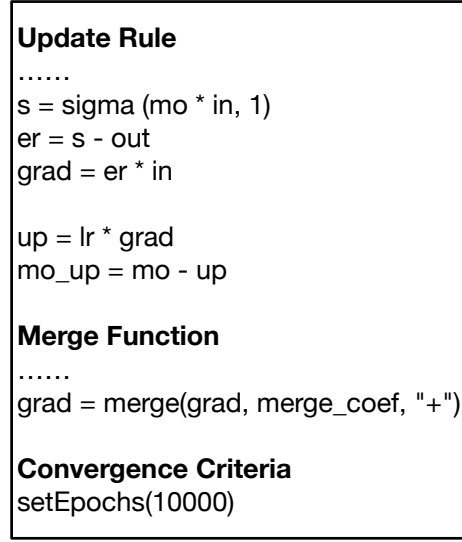 Update Rule
......
s = sigma (mo * in, 1)
er = s - out
grad = er * in
up = lr * grad
mo_up = mo - up
Merge Function
......
grad = merge(grad, merge_coef, "+")
Convergence Criteria
setEpochs(10000)